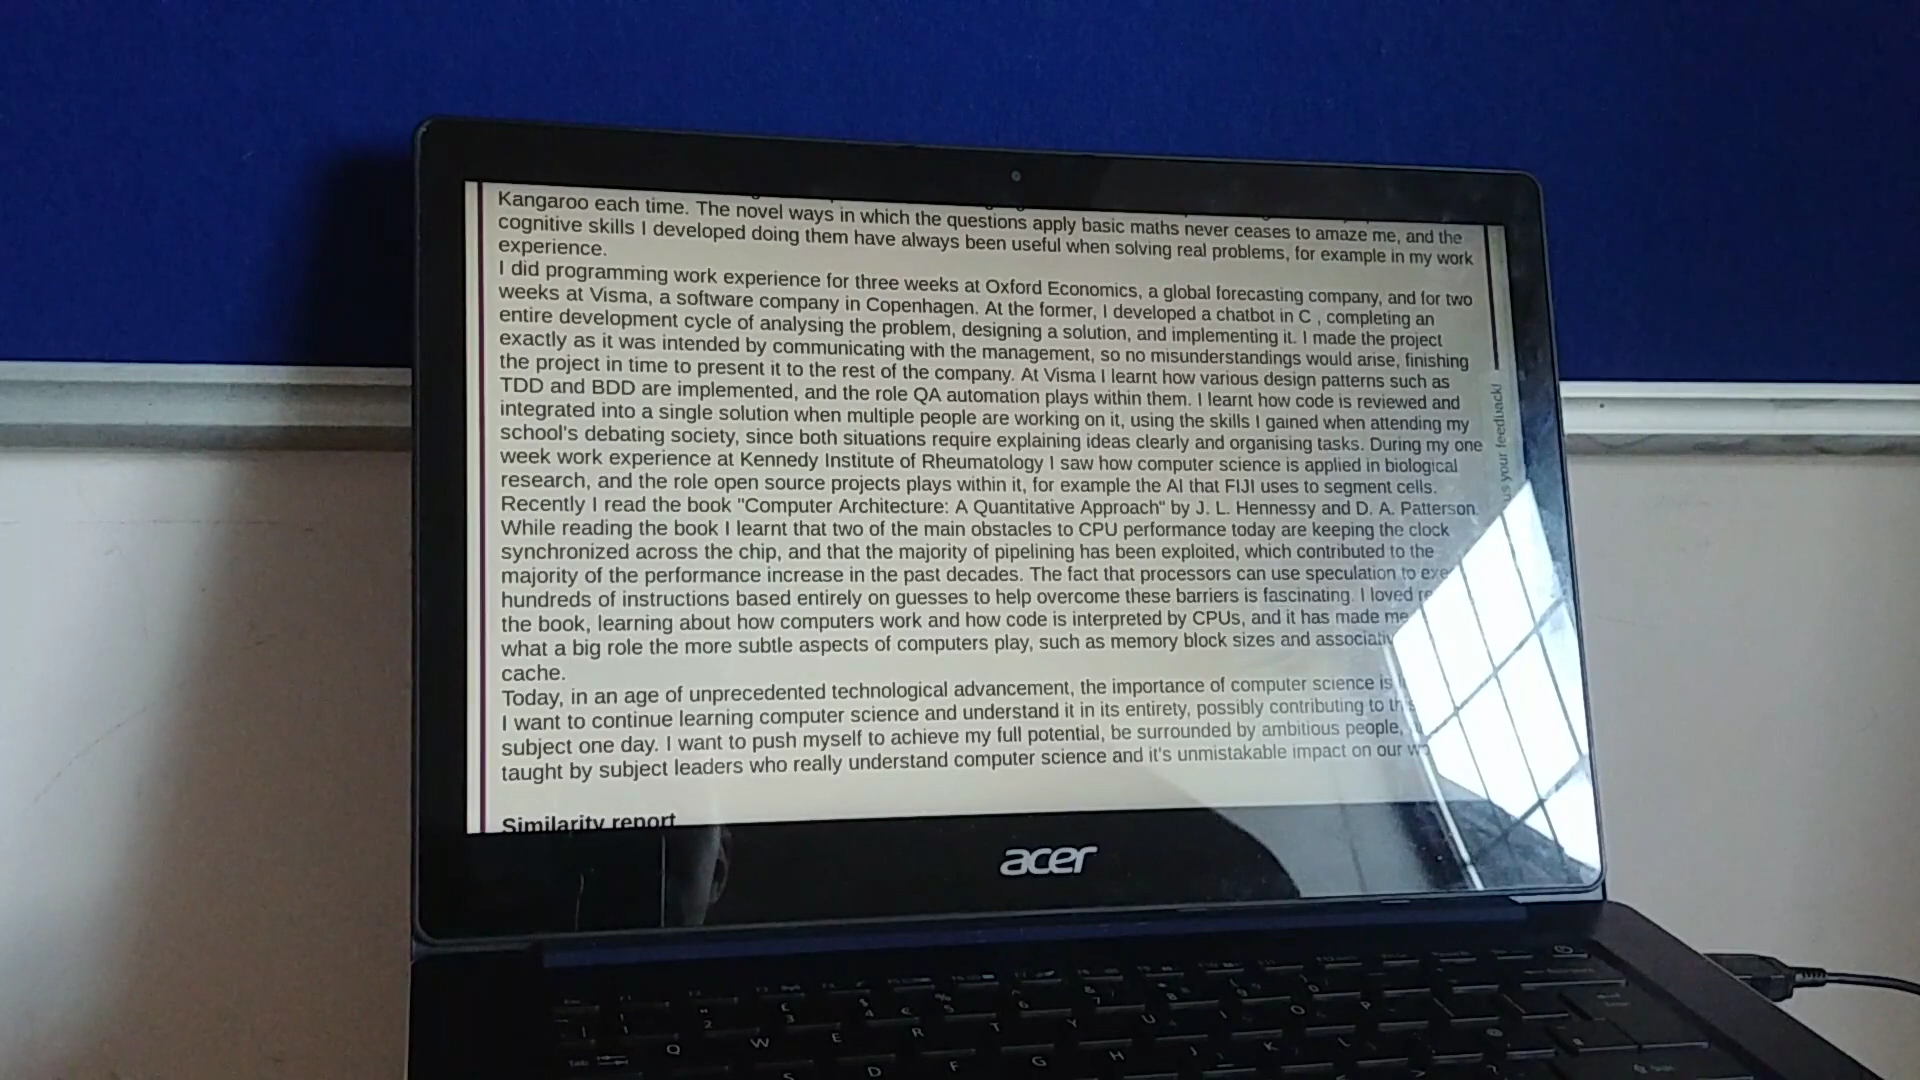 Kangaroo each time. The novel ways in which the questions apply basic maths never ceases to amaze me, and the
cognitive skills I developed doing them have always been useful when solving real problems, for example in my work
experience.
I did programming work experience for three weeks at Oxford Economics, a global forecasting company, and for two
weeks at Visma, a software company in Copenhagen. At the former, I developed a chatbot in C , completing an
entire development cycle of analysing the problem, designing a solution, and implementing it. I made the project
exactly as it was intended by communicating with the management, so no misunderstandings would arise, finishing
the project in time to present it to the rest of the company. At Visma I learnt how various design patterns such as
TDD and BDD are implemented, and the role QA automation plays within them. I learnt how code is reviewed and
integrated into a single solution when multiple people are working on it, using the skills I gained when attending my
school's debating society, since both situations require explaining ideas clearly and organising tasks. During my one
week work experience at Kennedy Institute of Rheumatology I saw how computer science is applied in biological
research, and the role open source projects plays within it, for example the AI that FIJI uses to segment cells.
Recently I read the book "Computer Architecture: A Quantitative Approach" by J. L. Hennessy and D. A. Patterson.
While reading the book I learnt that two of the main obstacles to CPU performance today are keeping the clock
synchronized across the chip, and that the majority of pipelining has been exploited, which contributed to the
majority of the performance increase in the past decades. The fact that processors can use speculation to
hundreds of instructions based entirely on guesses to help overcome these barriers is fascinating. I loved
the book, learning about how computers work and how code is interpreted by CPUs, and it has made me
what a big role the more subtle aspects of computers play, such as memory block sizes and
cache.
Today, in an age of unprecedented technological advancement, the importance of computer science is
I want to continue learning computer science and understand it in its entirety, possibly contributing to this
subject one day. I want to push myself to achieve my full potential, be surrounded by ambitious people,
taught by subject leaders who really understand computer science and it's unmistakable impact on our
Similarity report
us your feedback!
acer
Q W E R T Y U I O P
S D F G H J K L